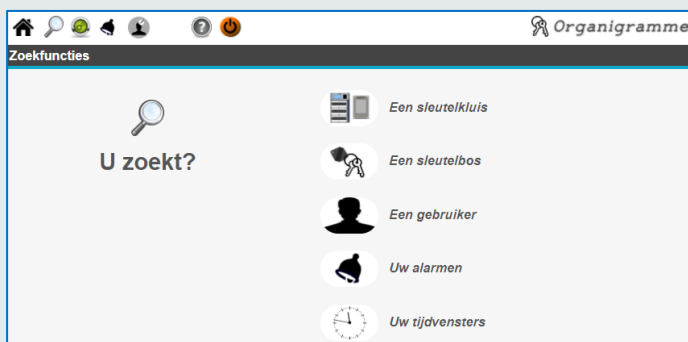 Organigramme
Zoekfuncties
U zoekt?
Een sleutelkluis
Een sleutelbos
Een gebruiker
Uw alarmen
Uw tijdvensters